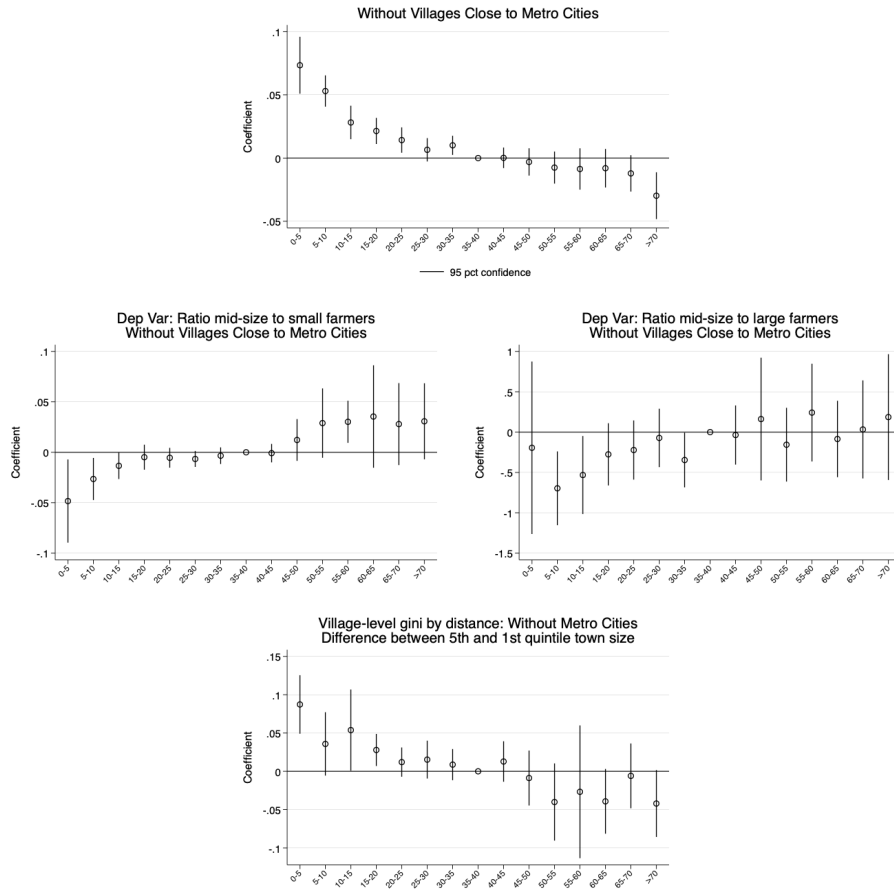 Without Villages Close to Metro Cities
.1
.05
0
-.05
Coefficient
0-5 5-10 10-15 15-20 20-25 25-30 30-35 35-40 40-45 45-50 50-55 55-60 60-65 65-70 >70
95 pct confidence
Dep Var: Ratio mid-size to small farmers
Without Villages Close to Metro Cities
.1
.05
0
-.05
-.1
Coefficient
0-5 5-10 10-15 15-20 20-25 25-30 30-35 35-40 40-45 45-50 50-55 55-60 60-65 65-70 >70
Dep Var: Ratio mid-size to large farmers
Without Villages Close to Metro Cities
1
.5
0
-.5
-1
-1.5
Coefficient
0-5 5-10 10-15 15-20 20-25 25-30 30-35 35-40 40-45 45-50 50-55 55-60 60-65 65-70 >70
Village-level gini by distance: Without Metro Cities
Difference between 5th and 1st quintile town size
.15
.1
.05
0
-.05
-.1
Coefficient
0-5 5-10 10-15 15-20 20-25 25-30 30-35 35-40 40-45 45-50 50-55 55-60 60-65 65-70 >70